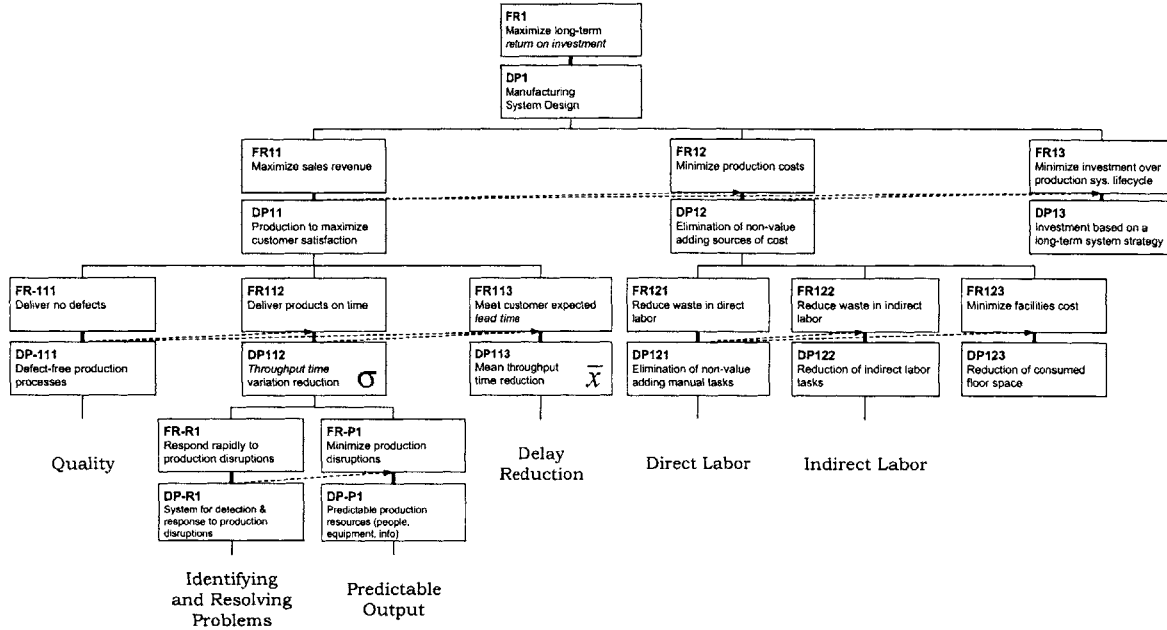 FR1
Maximize long-term
return on investment
DP1
Manufacturing
System Design
FR11
Maximize sales revenue
FR12
Minimize production costs
FR13
Minimize investment over
production sys. lifecycle
DP11
Production to maximize
customer satisfaction
DP12
Elimination of non-value
adding sources of cost
DP13
Investment based on a
long-term system strategy
FR-111
Deliver no defects
FR112
Deliver products on time
FR113
Meet customer expected
lead time
FR121
Reduce waste in direct
labor
FR122
Reduce waste in indirect
labor
FR123
Minimize facilities cost
DP-111
Defect-free production
processes
DP112
Throughput time
variation reduction σ
DP113
Mean throughput
time reduction x̄
DP121
Elimination of non-value
adding manual tasks
DP122
Reduction of indirect labor
tasks
DP123
Reduction of consumed
floor space
FR-R1
Respond rapidly to
production disruptions
FR-P1
Minimize production
disruptions
Quality
Delay
Reduction
Direct Labor
Indirect Labor
DP-R1
System for detection &
response to production
disruptions
DP-P1
Predictable production
resources (people,
equipment, info)
Identifying
and Resolving
Problems
Predictable
Output